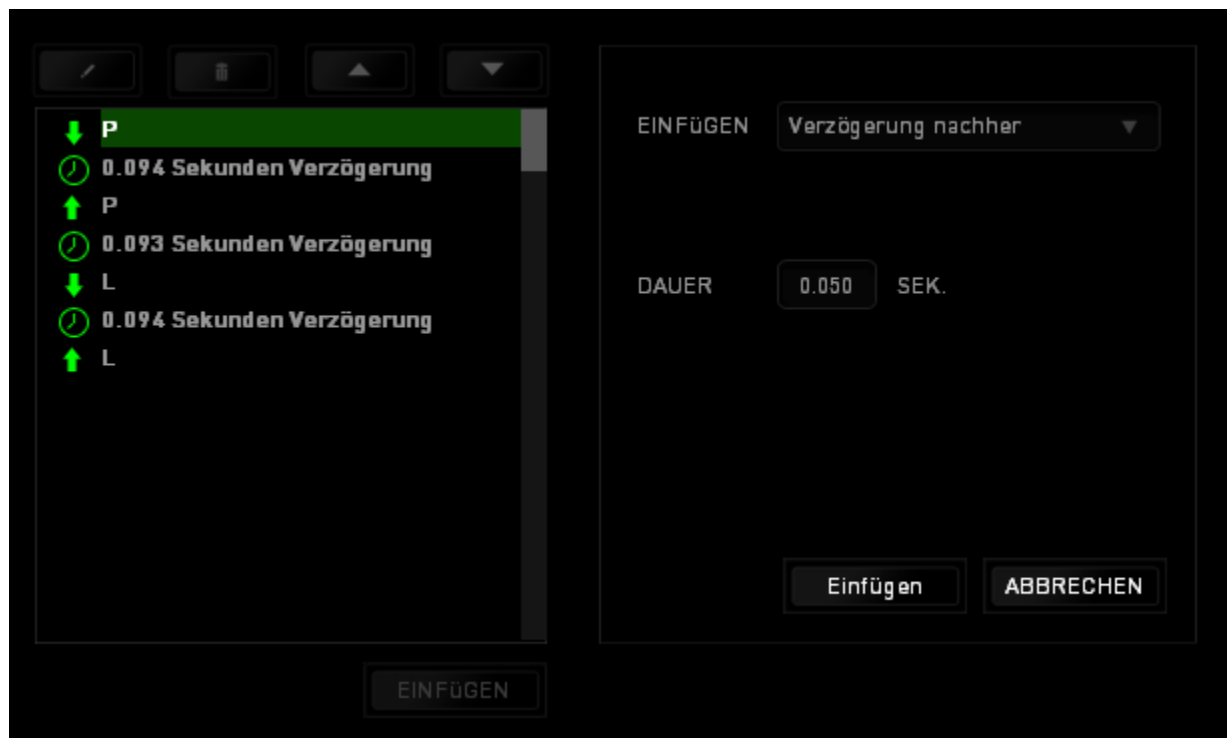 P
0.094 Sekunden Verzögerung
P
0.093 Sekunden Verzögerung
L
0.094 Sekunden Verzögerung
L
EINFüGEN
EINFüGEN Verzögerung nachher
DAUER 0.050 SEK.
Einfügen ABBRECHEN